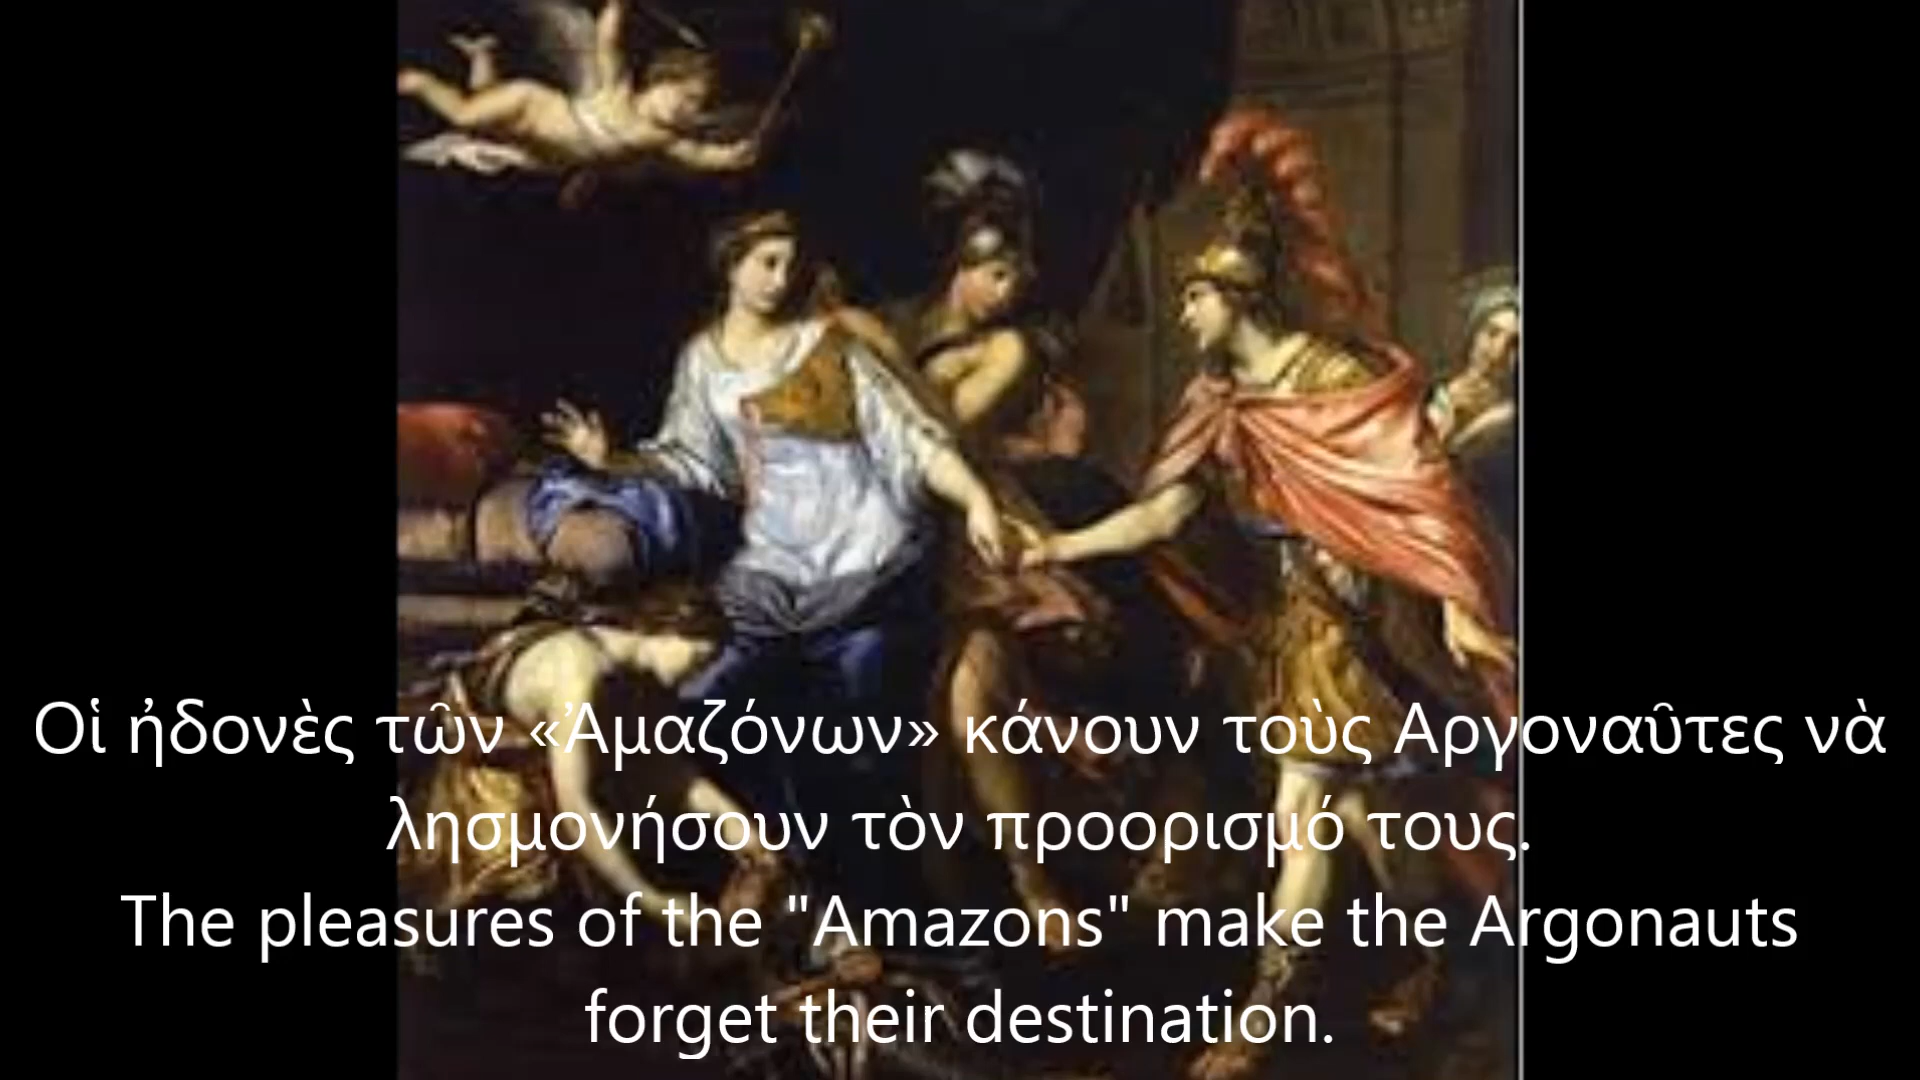 Οἱ ἡδονὲς τῶν «Ἀμαζόνων» κάνουν τοὺς Αργοναῦτες νὰ
λησμονήσουν τὸν προορισμό τους.
The pleasures of the "Amazons" make the Argonauts
forget their destination.